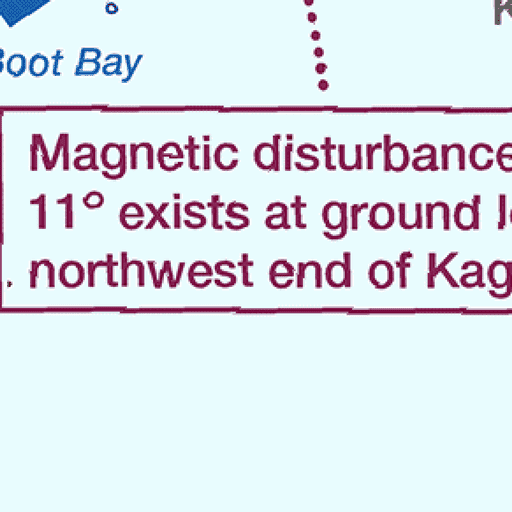 Boot Bay
Magnetic disturbance
11° exists at ground
northwest end of Kag